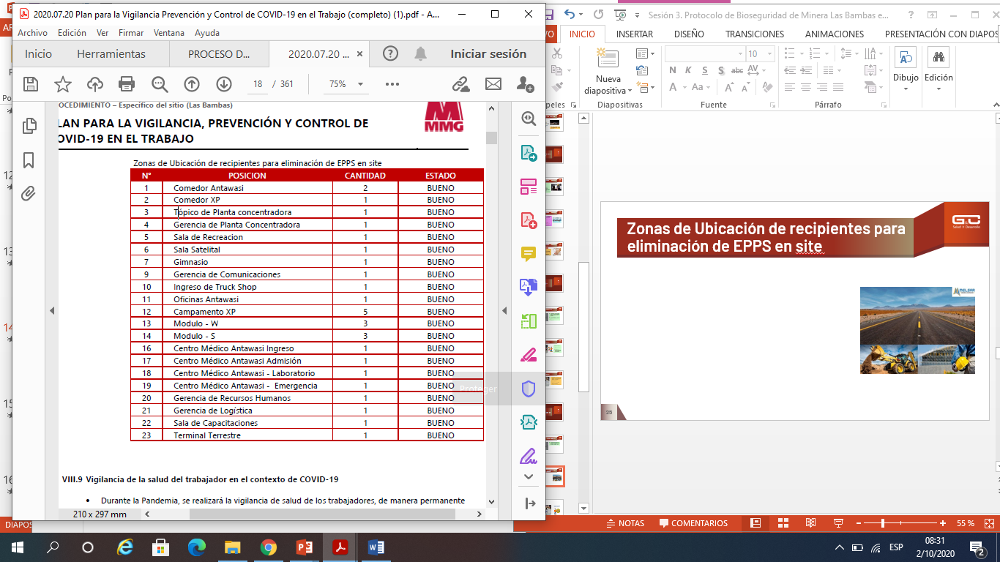 2020.07.20 Plan para la Vigilancia Prevención y Control de COVID-19 en el Trabajo (completo) (1).pdf - A...
Archivo Edición Ver Firmar Ventana Ayuda
Inicio Herramientas PROCESO D... 2020.07.20 ... × Iniciar sesión
18 / 361 75%
OCEDIMIENTO – Específico del sitio (Las Bambas)
LAN PARA LA VIGILANCIA, PREVENCIÓN Y CONTROL DE
OVID-19 EN EL TRABAJO
MMG
Zonas de Ubicación de recipientes para eliminación de EPPS en site
N° POSICION CANTIDAD ESTADO
1 Comedor Antawasi 2 BUENO
2 Comedor XP 1 BUENO
3 Tópico de Planta concentradora 1 BUENO
4 Gerencia de Planta Concentradora 1 BUENO
5 Sala de Recreacion 1 BUENO
6 Sala Satelital 1 BUENO
7 Gimnasio 1 BUENO
9 Gerencia de Comunicaciones 1 BUENO
10 Ingreso de Truck Shop 1 BUENO
11 Oficinas Antawasi 1 BUENO
12 Campamento XP 5 BUENO
13 Modulo - W 3 BUENO
14 Modulo - S 3 BUENO
16 Centro Médico Antawasi Ingreso 1 BUENO
17 Centro Médico Antawasi Admisión 1 BUENO
18 Centro Médico Antawasi - Laboratorio 1 BUENO
19 Centro Médico Antawasi - Emergencia 1 BUENO
20 Gerencia de Recursos Humanos 1 BUENO
21 Gerencia de Logística 1 BUENO
22 Sala de Capacitaciones 1 BUENO
23 Terminal Terrestre 1 BUENO
Proteger
VIII.9 Vigilancia de la salud del trabajador en el contexto de COVID-19
• Durante la Pandemia, se realizará la vigilancia de salud de los trabajadores, de manera permanente
210 x 297 mm
12
13
14
15
16
DIAPOS
Sesión 3. Protocolo de Bioseguridad de Minera Las Bambas e...
VO INICIO INSERTAR DISEÑO TRANSICIONES ANIMACIONES PRESENTACIÓN CON DIAPOS
10
Nueva
diapositiva
N K S S abc AV
A Aa A A
Dibujo Edición
peles Diapositivas Fuente Párrafo
Zonas de Ubicación de recipientes para
eliminación de EPPS en site
G&C
Salud Y Desarrollo
25
NOTAS COMENTARIOS 55 %
ESP
08:31
2/10/2020
2